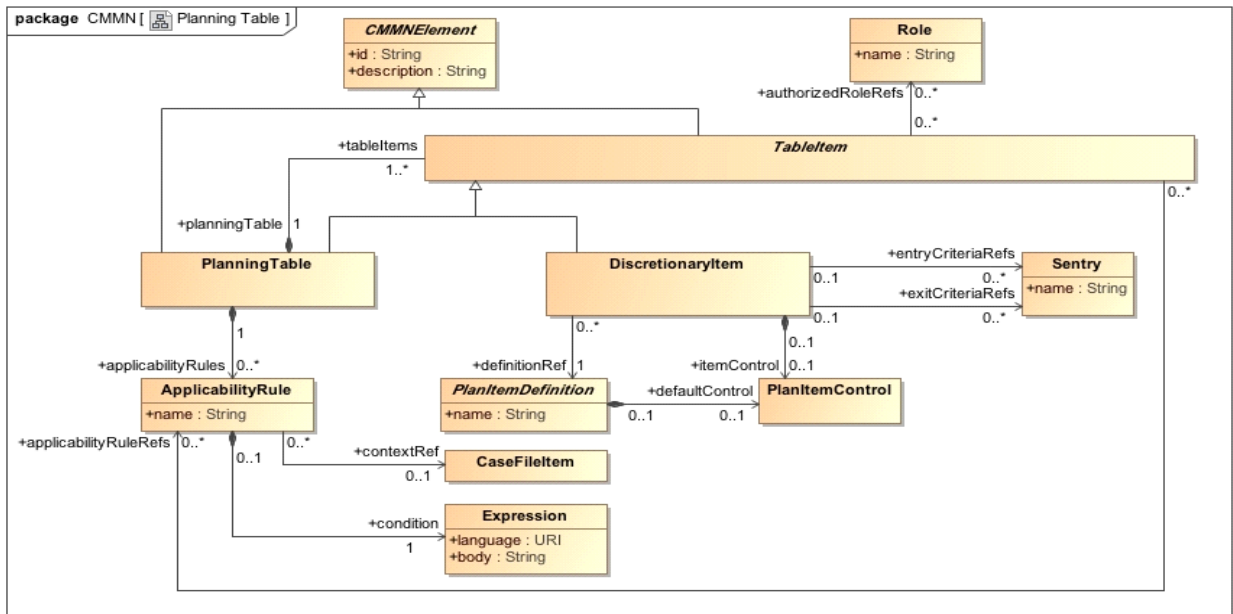 package CMMN [ Planning Table ]
CMMNElement
+id : String
+description : String
Role
+name : String
+authorizedRoleRefs
0..*
0..*
TableItem
+tableItems
1..*
0..*
+planningTable
1
PlanningTable
DiscretionaryItem
+entryCriteriaRefs
0..1
0..*
Sentry
+name : String
+exitCriteriaRefs
0..1
0..*
1
+applicabilityRules
0..*
0..*
+definitionRef
1
0..1
+itemControl
0..1
ApplicabilityRule
+name : String
PlanItemDefinition
+name : String
+defaultControl
0..1
0..1
PlanItemControl
+applicabilityRuleRefs
0..*
0..1
0..*
+contextRef
0..1
CaseFileItem
+condition
1
Expression
+language : URI
+body : String